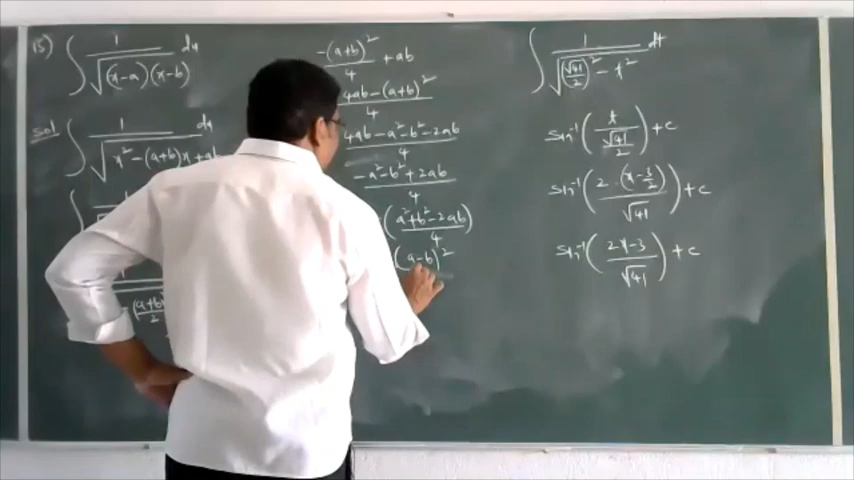 15) ∫ 1/√((x-a)(x-b)) dx
Sol ∫ 1/√(x²-(a+b)x+ab) dx
(a+b)/2
-(a+b)²/4 + ab
4ab-(a+b)²/4
4ab-a²-b²-2ab/4
-a²-b²+2ab/4
(a²+b²-2ab/4)
(a-b)²
∫ 1/√((√41/2)²-t²) dt
sin⁻¹(t/(√41/2))+c
sin⁻¹(2·(x-3/2)/√41)+c
sin⁻¹(2x-3/√41)+c